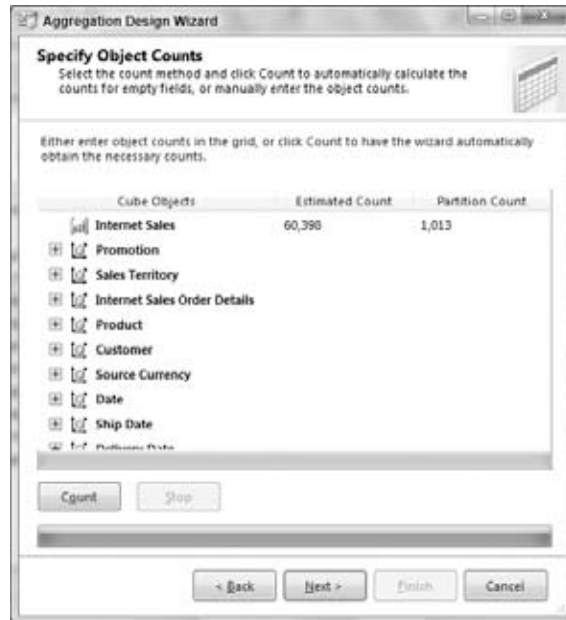 Aggregation Design Wizard
Specify Object Counts
Select the count method and click Count to automatically calculate the
counts for empty fields, or manually enter the object counts.
Either enter object counts in the grid, or click Count to have the wizard automatically
obtain the necessary counts.
Cube Objects Estimated Count Partition Count
Internet Sales 60,398 1,013
Promotion
Sales Territory
Internet Sales Order Details
Product
Customer
Source Currency
Date
Ship Date
Delivery Date
Count Stop
< Back Next > Finish Cancel